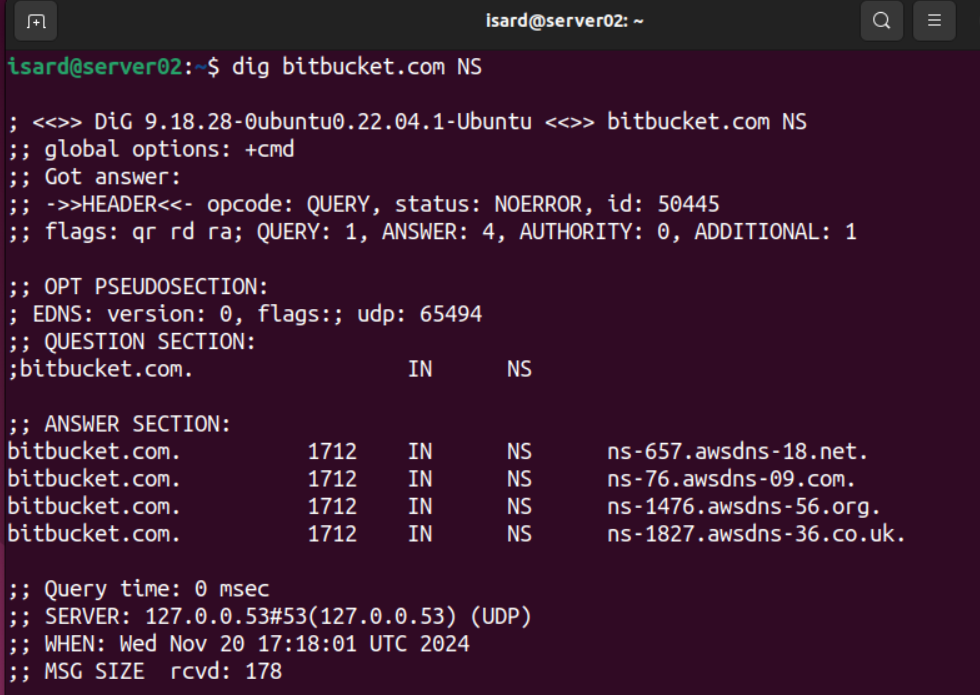 isard@server02: ~
isard@server02:~$ dig bitbucket.com NS
; <<>> DiG 9.18.28-0ubuntu0.22.04.1-Ubuntu <<>> bitbucket.com NS
;; global options: +cmd
;; Got answer:
;; ->>HEADER<<- opcode: QUERY, status: NOERROR, id: 50445
;; flags: qr rd ra; QUERY: 1, ANSWER: 4, AUTHORITY: 0, ADDITIONAL: 1
;; OPT PSEUDOSECTION:
; EDNS: version: 0, flags:; udp: 65494
;; QUESTION SECTION:
;bitbucket.com. IN NS
;; ANSWER SECTION:
bitbucket.com. 1712 IN NS ns-657.awsdns-18.net.
bitbucket.com. 1712 IN NS ns-76.awsdns-09.com.
bitbucket.com. 1712 IN NS ns-1476.awsdns-56.org.
bitbucket.com. 1712 IN NS ns-1827.awsdns-36.co.uk.
;; Query time: 0 msec
;; SERVER: 127.0.0.53#53(127.0.0.53) (UDP)
;; WHEN: Wed Nov 20 17:18:01 UTC 2024
;; MSG SIZE  rcvd: 178